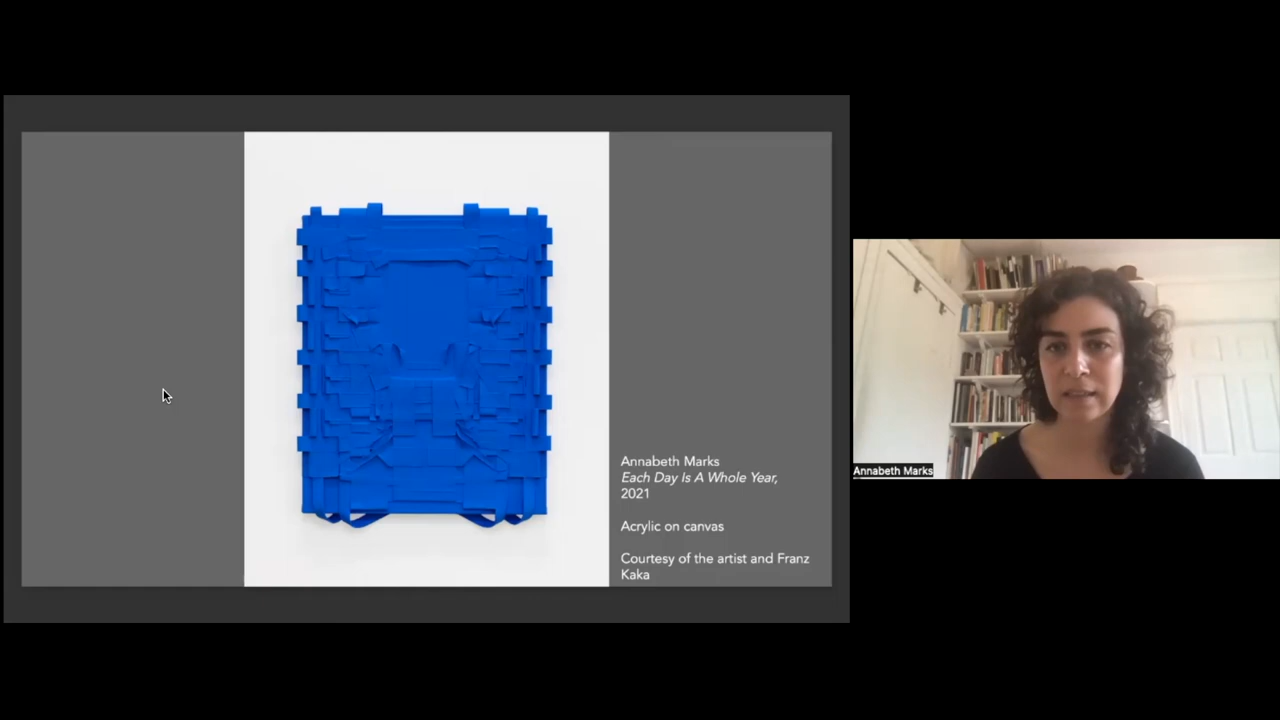 Annabeth Marks
Each Day Is A Whole Year,
2021
Acrylic on canvas
Courtesy of the artist and Franz
Kaka
Annabeth Marks